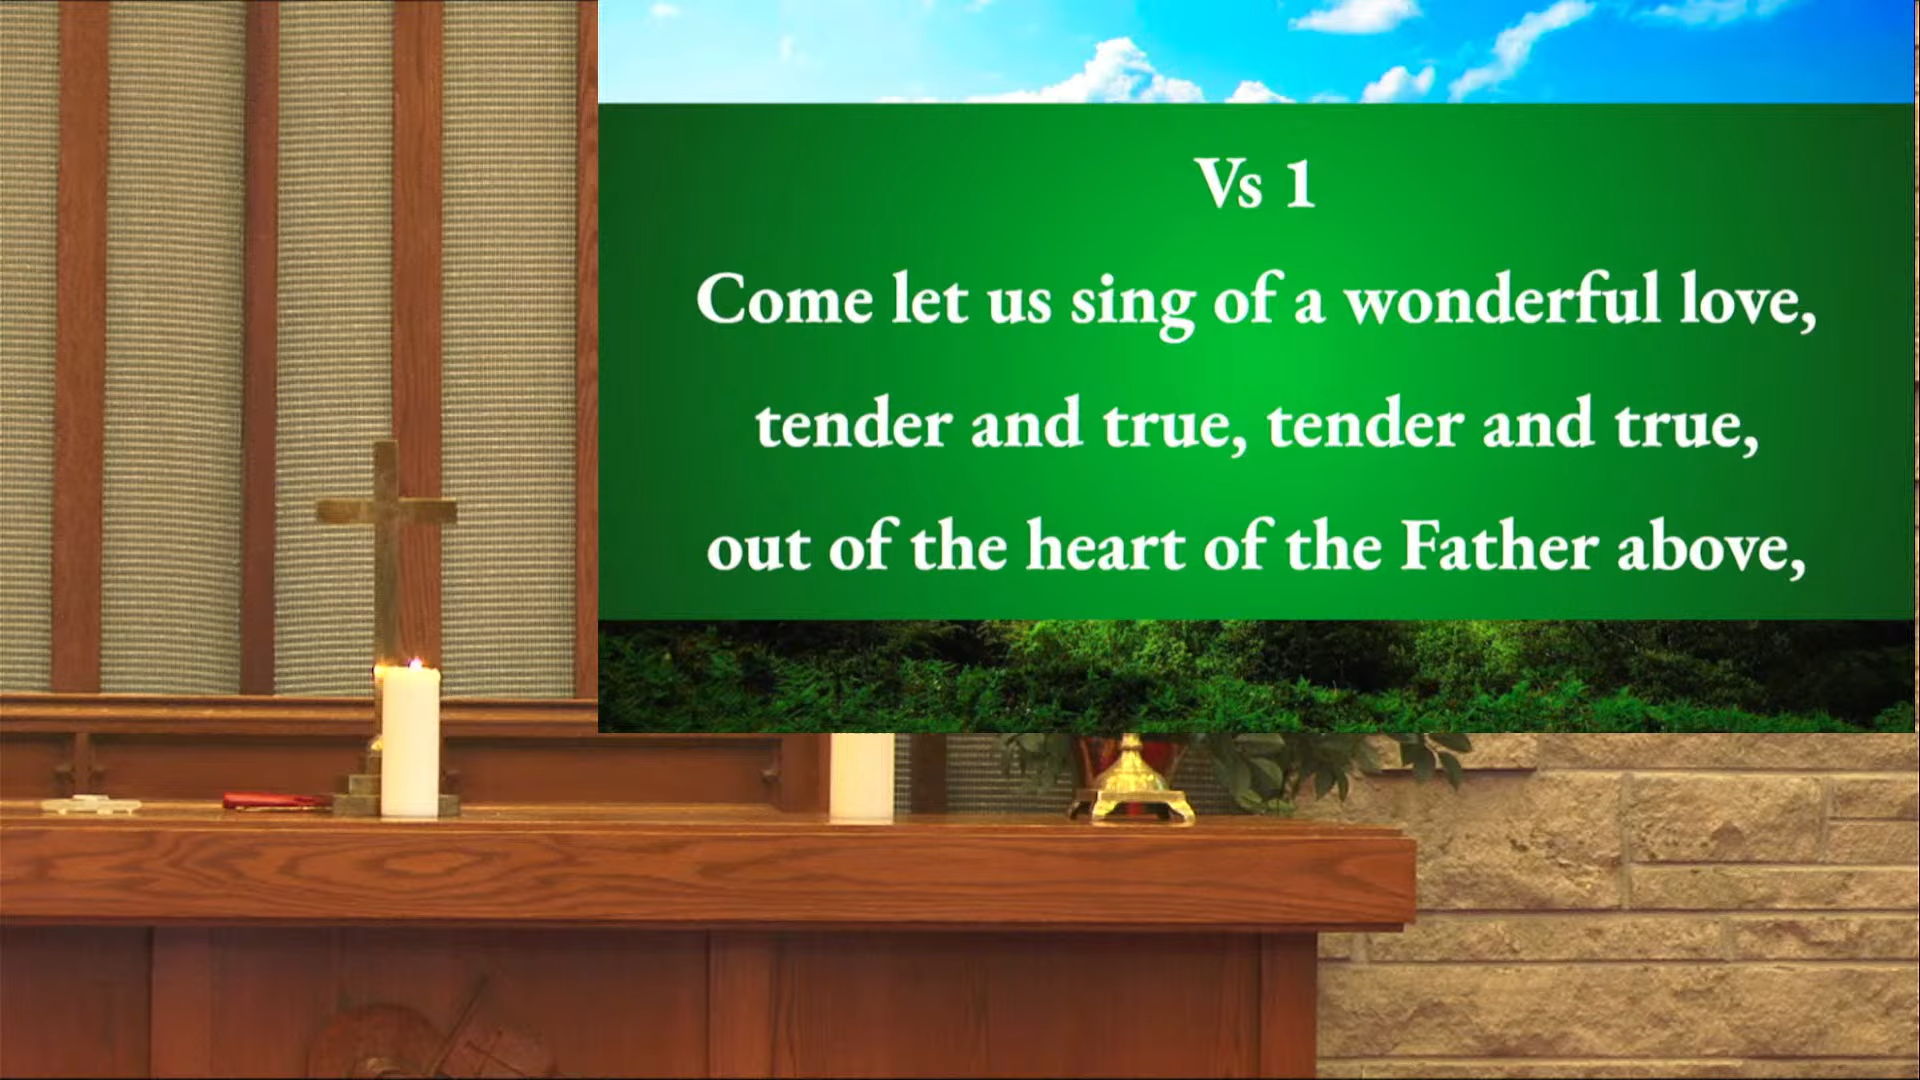 Vs 1
Come let us sing of a wonderful love,
tender and true, tender and true,
out of the heart of the Father above,